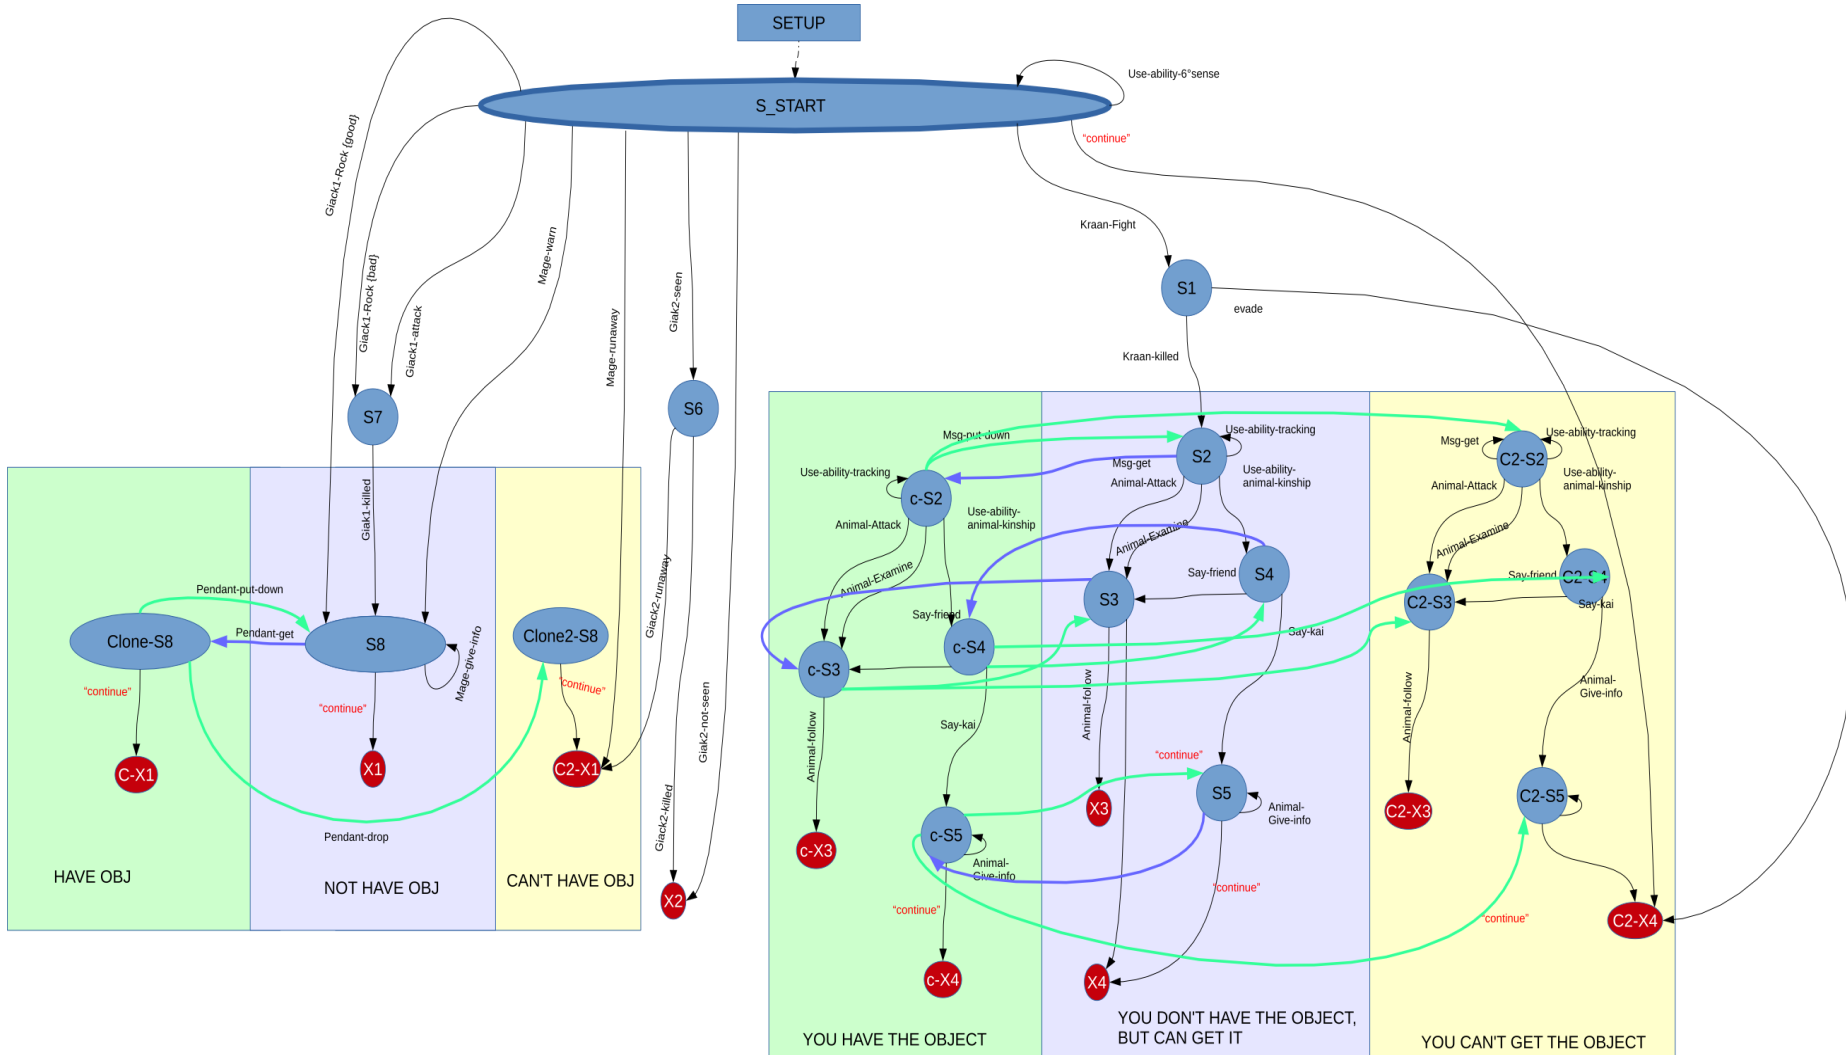 SETUP
S_START
Use-ability-6°sense
"continue"
Giack1-Rock {good}
Giack1-Rock {bad}
Giack1-attack
Mage-warn
Mage-runaway
Giak2-seen
Kraan-Fight
S1
evade
Kraan-killed
S7
S6
Giak1-killed
Giack2-runaway
Giack2-killed
Giak2-not-seen
Pendant-put-down
Pendant-get
Clone-S8
S8
Clone2-S8
Mage-give-info
"continue"
"continue"
"continue"
C-X1
X1
C2-X1
Pendant-drop
HAVE OBJ
NOT HAVE OBJ
CAN'T HAVE OBJ
X2
Msg-put-down
Use-ability-tracking
c-S2
Animal-Attack
Use-ability-
animal-kinship
Animal-Examine
Say-friend
c-S4
c-S3
Say-kai
Animal-follow
c-S5
Animal-
Give-info
c-X3
"continue"
c-X4
YOU HAVE THE OBJECT
S2
Use-ability-tracking
Msg-get
Animal-Attack
Use-ability-
animal-kinship
Animal-Examine
Say-friend
S4
S3
Say-kai
Animal-follow
"continue"
S5
Animal-
Give-info
X3
"continue"
X4
YOU DON'T HAVE THE OBJECT,
BUT CAN GET IT
Msg-get
Use-ability-tracking
C2-S2
Animal-Attack
Use-ability-
animal-kinship
Animal-Examine
Say-friend
C2-S4
C2-S3
Say-kai
Animal-
Give-info
Animal-follow
C2-S5
C2-X3
"continue"
C2-X4
YOU CAN'T GET THE OBJECT